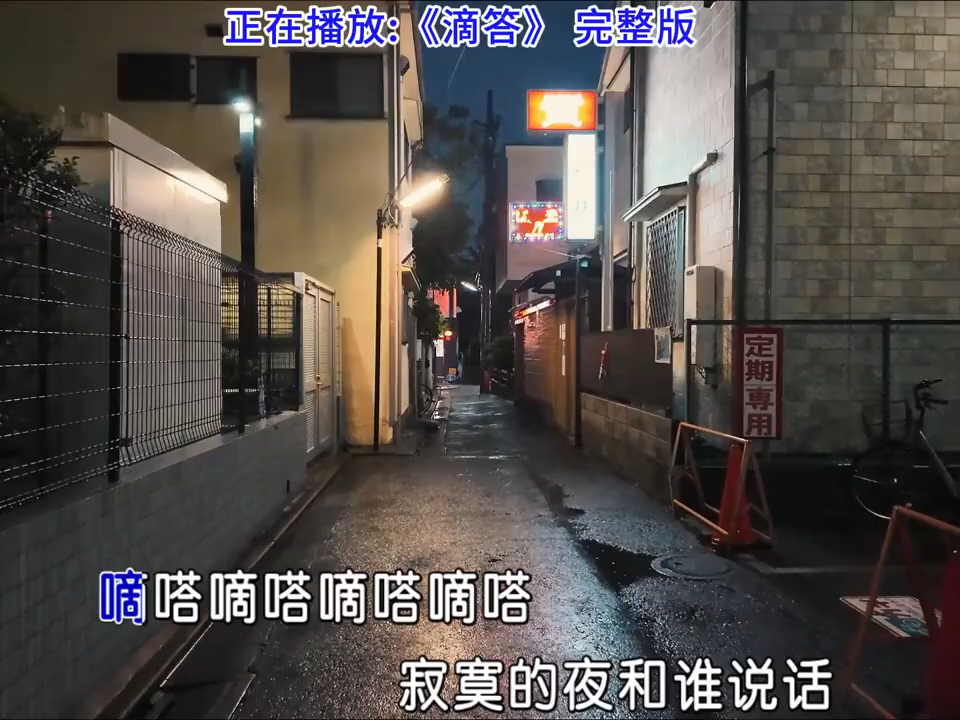 正在播放:《滴答》 完整版
定期専用
嘀嗒嘀嗒嘀嗒嘀嗒
寂寞的夜和谁说话